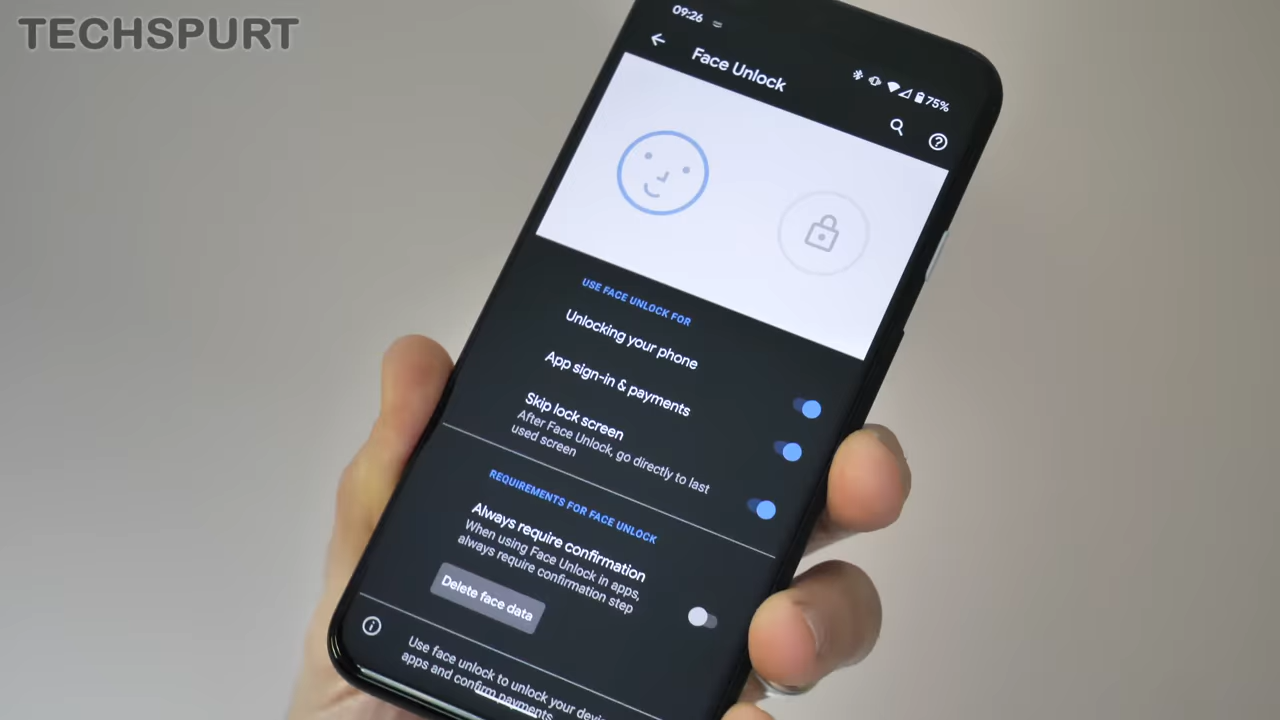 TECHSPURT
09:26
75%
Face Unlock
USE FACE UNLOCK FOR
Unlocking your phone
App sign-in & payments
Skip lock screen
After Face Unlock, go directly to last
used screen
REQUIREMENTS FOR FACE UNLOCK
Always require confirmation
When using Face Unlock in apps,
always require confirmation step
Delete face data
Use face unlock to unlock your devic
apps and confirm payments